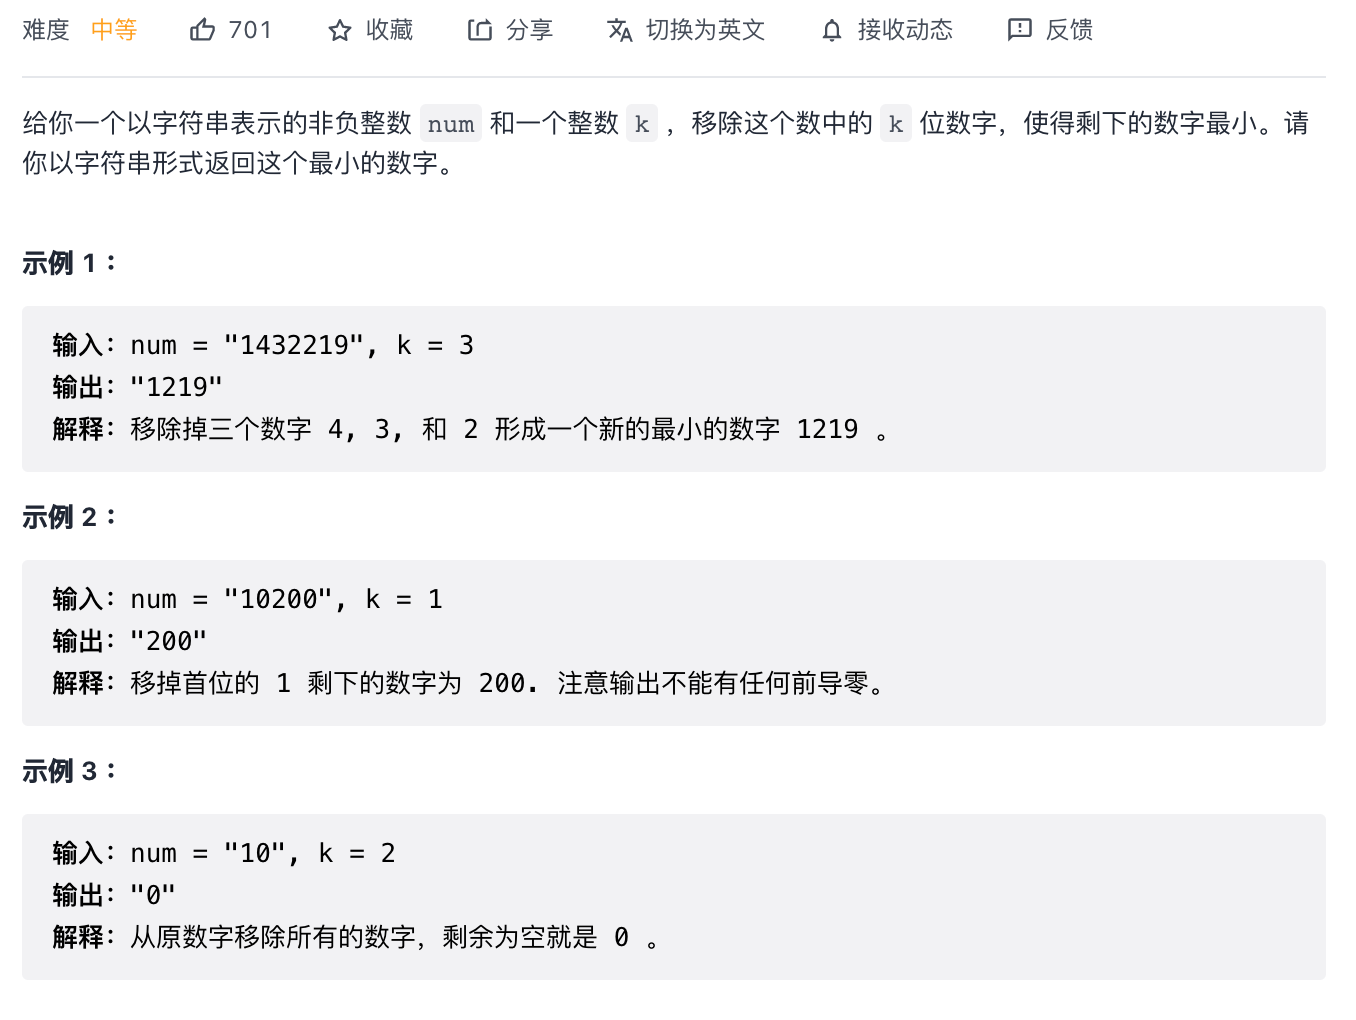 难度 中等 701 收藏 分享 切换为英文 接收动态 反馈
给你一个以字符串表示的非负整数 num 和一个整数 k ，移除这个数中的 k 位数字，使得剩下的数字最小。请
你以字符串形式返回这个最小的数字。
示例 1：
输入：num = "1432219", k = 3
输出："1219"
解释：移除掉三个数字 4, 3, 和 2 形成一个新的最小的数字 1219 。
示例 2：
输入：num = "10200", k = 1
输出："200"
解释：移掉首位的 1 剩下的数字为 200. 注意输出不能有任何前导零。
示例 3：
输入：num = "10", k = 2
输出："0"
解释：从原数字移除所有的数字，剩余为空就是 0 。